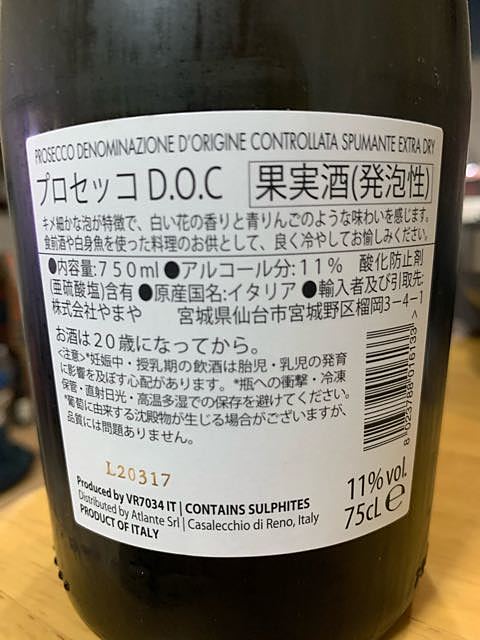 PROSECCO DENOMINAZIONE D'ORIGINE CONTROLLATA SPUMANTE EXTRA DRY
プロセッコ D.O.C 果実酒(発泡性)
キメ細かな泡が特徴で、白い花の香りと青りんごのような味わいを感じます。
食前酒や白身魚を使った料理のお供として、良く冷やしてお愉しみください。
●内容量:750ml ●アルコール分:11% 酸化防止剤
(亜硫酸塩)含有 ●原産国名:イタリア ●輸入者及び引取先:
株式会社やまや 宮城県仙台市宮城野区榴岡3-4-1
お酒は20歳になってから。
<注意>*妊娠中・授乳期の飲酒は胎児・乳児の発育
に影響を及ぼす心配があります。*瓶への衝撃・冷凍
保管・直射日光・高温多湿での保存を避けてください。
*葡萄に由来する沈殿物が生じる場合がございますが、
品質には問題ありません。
8 023788 016133 >
L20317
Produced by VR7034 IT | CONTAINS SULPHITES
Distributed by Atlante Srl | Casalecchio di Reno, Italy
PRODUCT OF ITALY
11% vol.
75cL e